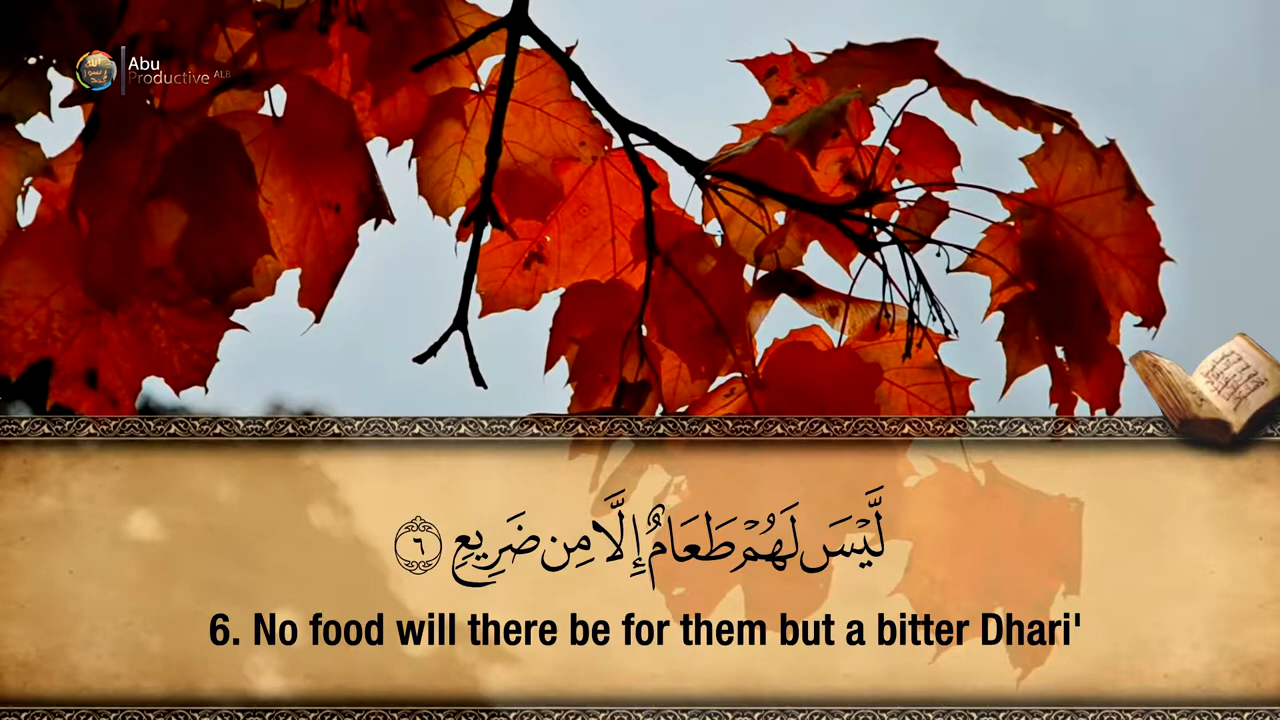 Abu
Productive ALB
لَّيْسَ لَهُمْ طَعَامٌ إِلَّا مِن ضَرِيعٍ ٦
6. No food will there be for them but a bitter Dhari'